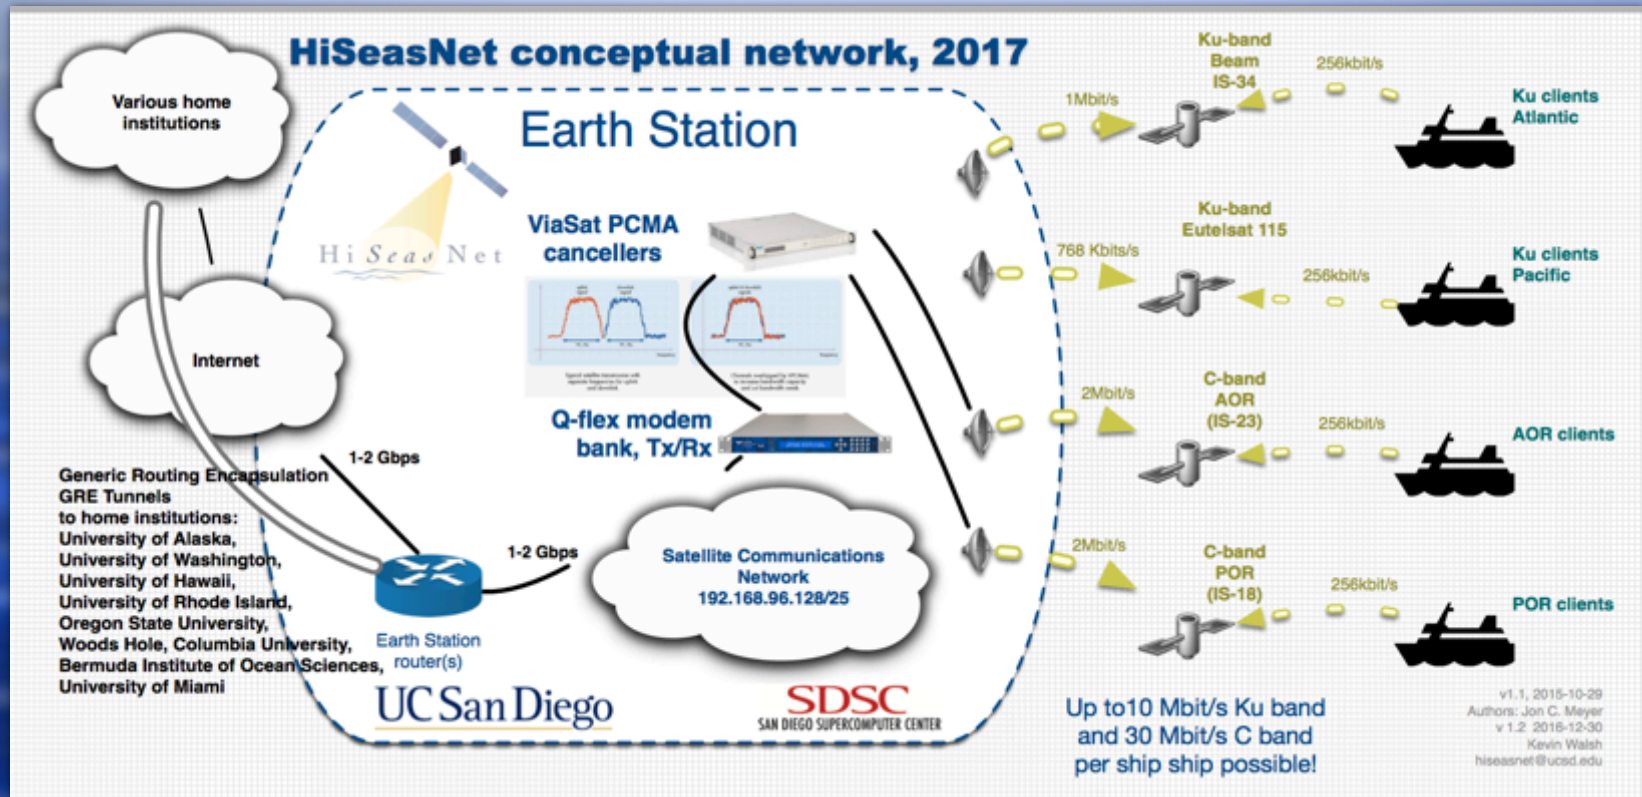 HiSeasNet conceptual network, 2017
Various home
institutions
Earth Station
Hi Seas Net
ViaSat PCMA
cancellers
Q-flex modem
bank, Tx/Rx
Internet
1-2 Gbps
Generic Routing Encapsulation
GRE Tunnels
to home institutions:
University of Alaska,
University of Washington,
University of Hawaii,
University of Rhode Island,
Oregon State University,
Woods Hole, Columbia University,
Bermuda Institute of Ocean Sciences,
University of Miami
1-2 Gbps
Earth Station
router(s)
Satellite Communications
Network
192.168.96.128/25
UC San Diego
SDSC
SAN DIEGO SUPERCOMPUTER CENTER
1Mbit/s
Ku-band
Beam
IS-34
256kbit/s
Ku clients
Atlantic
768 Kbits/s
Ku-band
Eutelsat 115
256kbit/s
Ku clients
Pacific
2Mbit/s
C-band
AOR
(IS-23)
256kbit/s
AOR clients
2Mbit/s
C-band
POR
(IS-18)
256kbit/s
POR clients
Up to10 Mbit/s Ku band
and 30 Mbit/s C band
per ship ship possible!
v1.1, 2015-10-29
Authors: Jon C. Meyer
v 1.2 2016-12-30
Kevin Walsh
hiseasnet@ucsd.edu